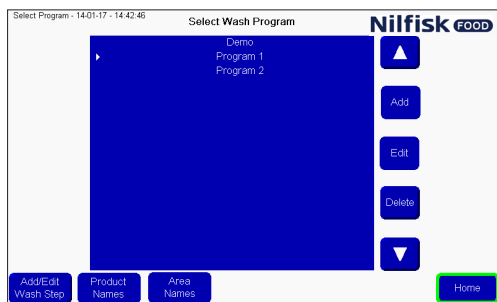 Select Program - 14-01-17 - 14:42:46
Select Wash Program
Nilfisk FOOD
Demo
Program 1
Program 2
Add
Edit
Delete
Add/Edit
Wash Step
Product
Names
Area
Names
Home